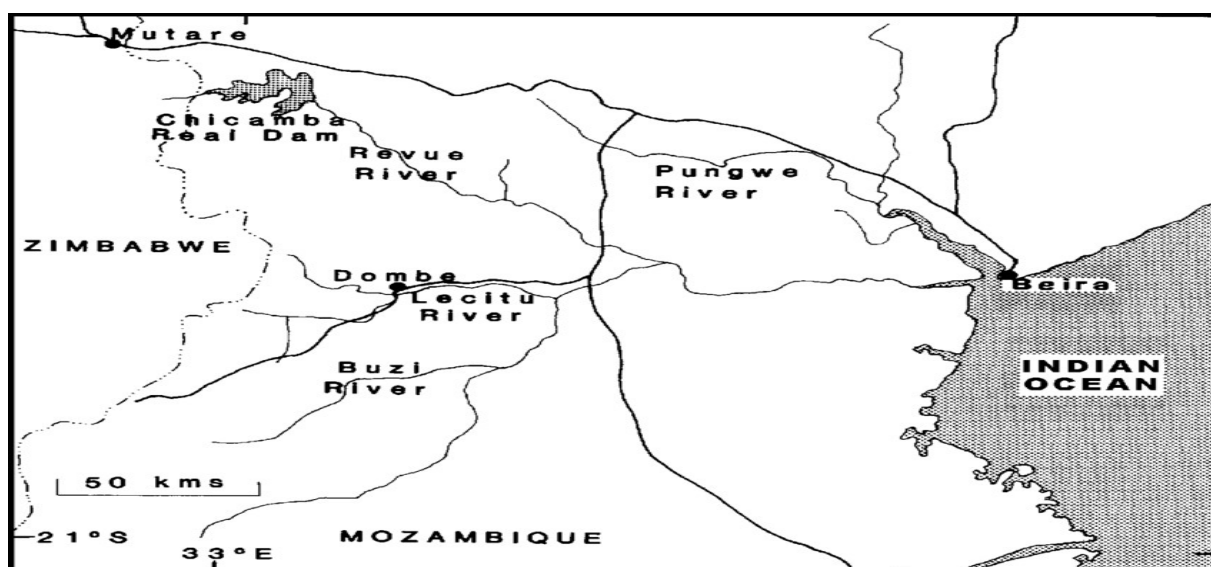 Mutare
Chicamba
Real Dam
Revue
River
Pungwe
River
ZIMBABWE
Dombe
Lecitu
River
Beira
Buzi
River
INDIAN
OCEAN
50 kms
21°S
33°E
MOZAMBIQUE